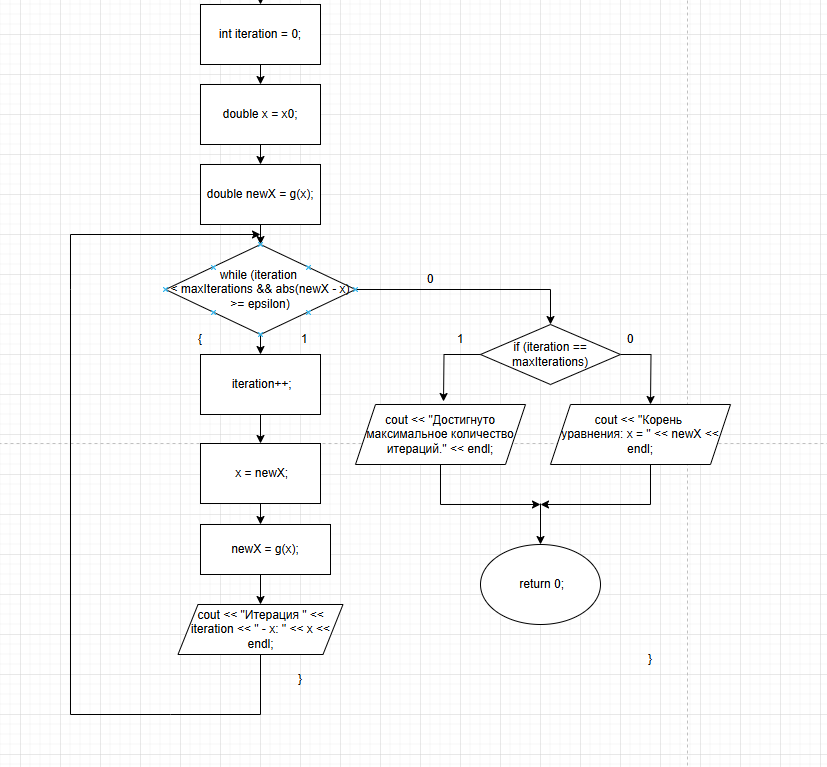 int iteration = 0;
double x = x0;
double newX = g(x);
while (iteration
< maxIterations && abs(newX - x)
>= epsilon)
0
{
1
iteration++;
x = newX;
newX = g(x);
cout << "Итерация " <<
iteration << " - x: " << x <<
endl;
}
if (iteration ==
maxIterations)
1
0
cout << "Достигнуто
максимальное количество
итераций." << endl;
cout << "Корень
уравнения: x = " << newX <<
endl;
return 0;
}